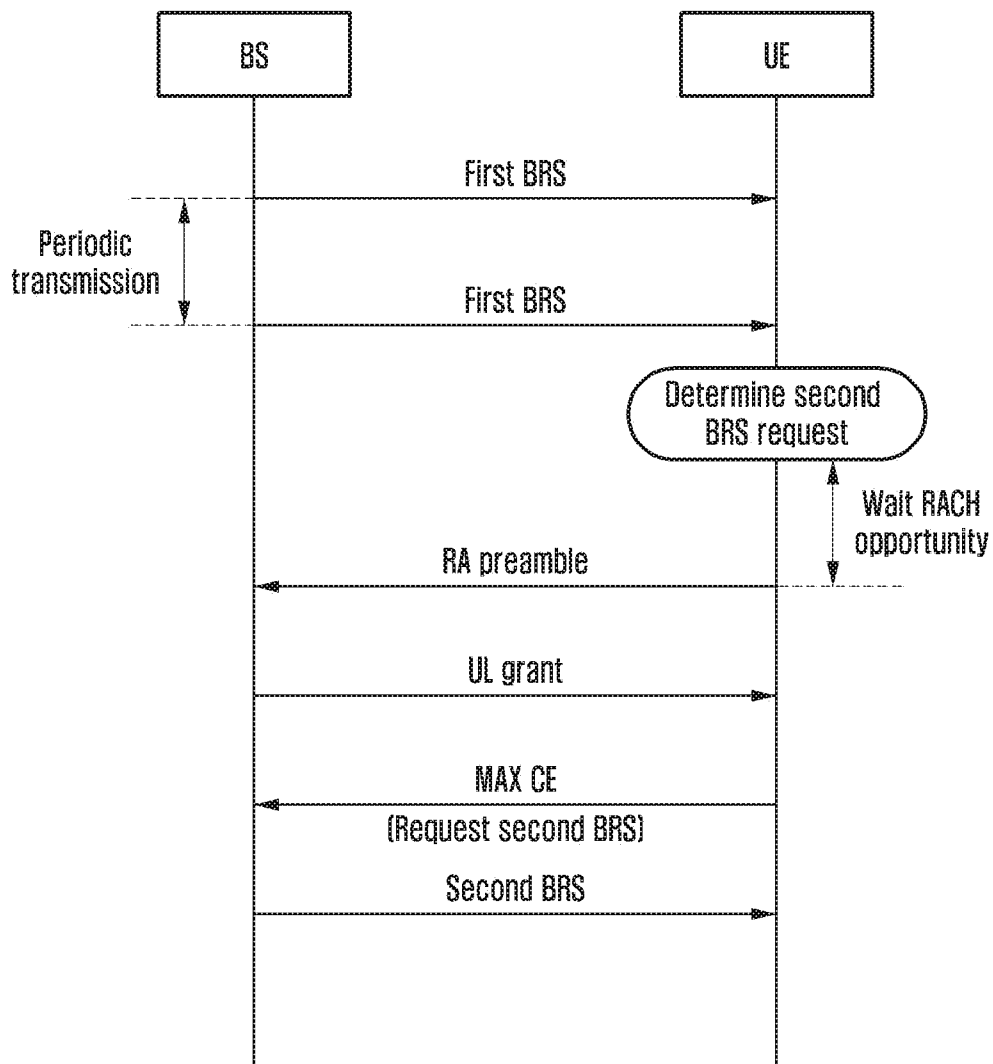 BS
UE
First BRS
Periodic
transmission
First BRS
Determine second
BRS request
Wait RACH
opportunity
RA preamble
UL grant
MAX CE
(Request second BRS)
Second BRS